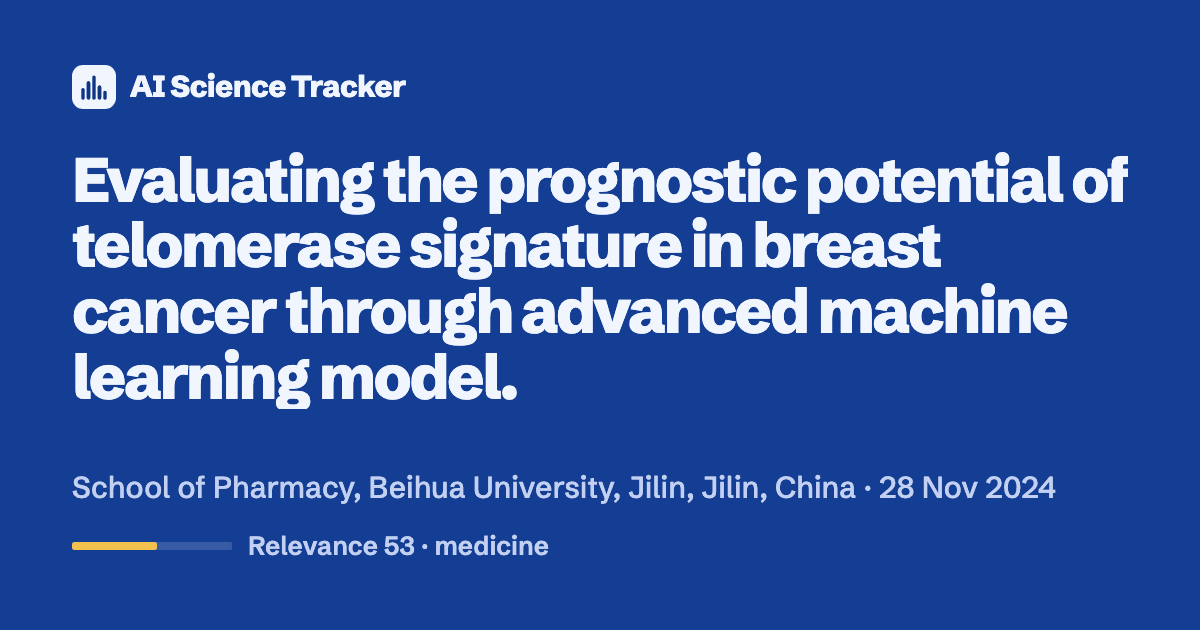 AI Science Tracker
Evaluating the prognostic potential of
telomerase signature in breast
cancer through advanced machine
learning model.
School of Pharmacy, Beihua University, Jilin, Jilin, China · 28 Nov 2024
Relevance 53 · medicine